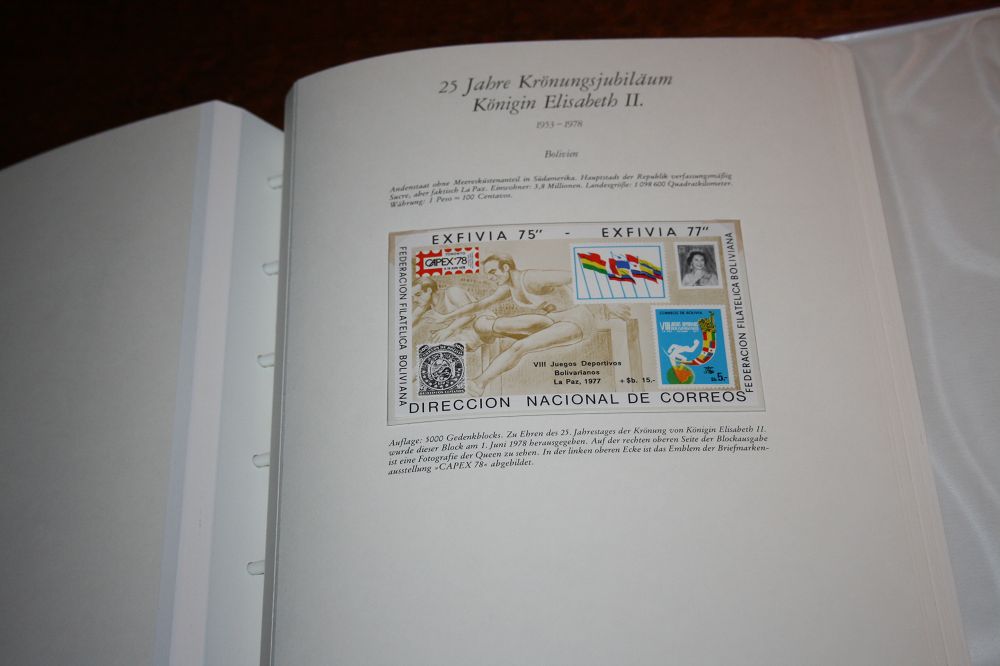 25 Jahre Krönungsjubiläum
Königin Elisabeth II.
1953 – 1978
Bolivien
Andenstaat ohne Meeresküstenanteil in Südamerika. Hauptstadt der Republik verfassungsmäßig
Sucre, aber faktisch La Paz. Einwohner: 3,8 Millionen. Landesgröße: 1 098 600 Quadratkilometer.
Währung: 1 Peso = 100 Centavos.
EXFIVIA 75" - EXFIVIA 77"
FEDERACION FILATELICA BOLIVIANA
CAPEX'78
CORREOS DE BOLIVIA
VIII Juegos Deportivos
Bolivarianos
La Paz, 1977
+ $b. 15.-
$b. 5.-
FEDERACION FILATELICA BOLIVIANA
DIRECCION NACIONAL DE CORREOS
Auflage: 5000 Gedenkblocks. Zu Ehren des 25. Jahrestages der Krönung von Königin Elisabeth II.
wurde dieser Block am 1. Juni 1978 herausgegeben. Auf der rechten oberen Seite der Blockausgabe
ist eine Fotografie der Queen zu sehen. In der linken oberen Ecke ist das Emblem der Briefmarken-
ausstellung »CAPEX 78« abgebildet.